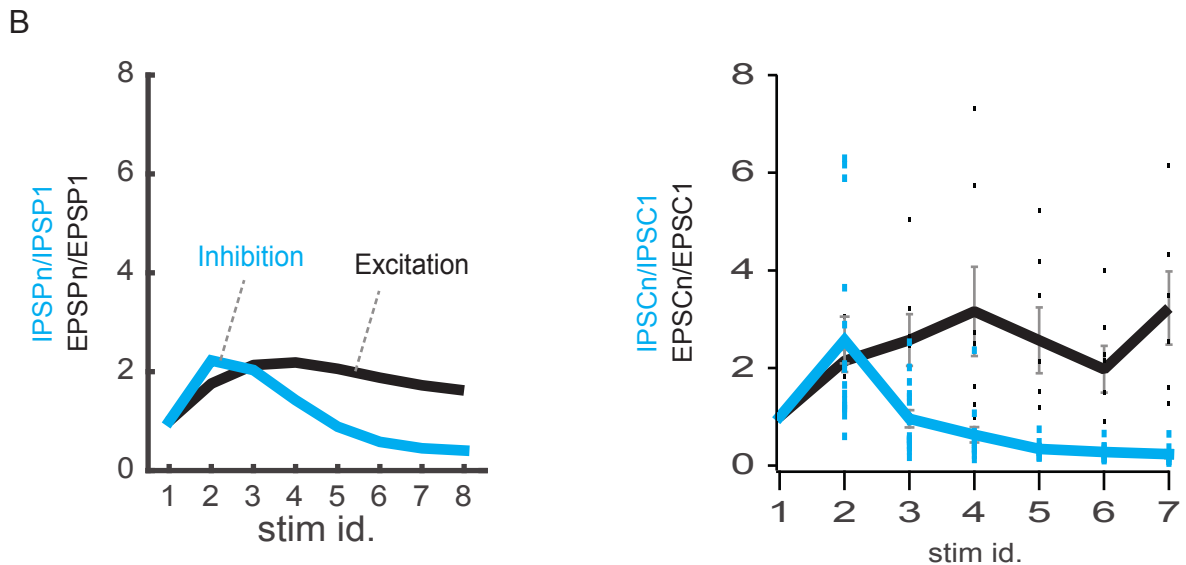 B
IPSPn/IPSP1
EPSPn/EPSP1
8
6
4
2
0
Inhibition
Excitation
1 2 3 4 5 6 7 8
stim id.
IPSCn/IPSC1
EPSCn/EPSC1
8
6
4
2
0
1 2 3 4 5 6 7
stim id.